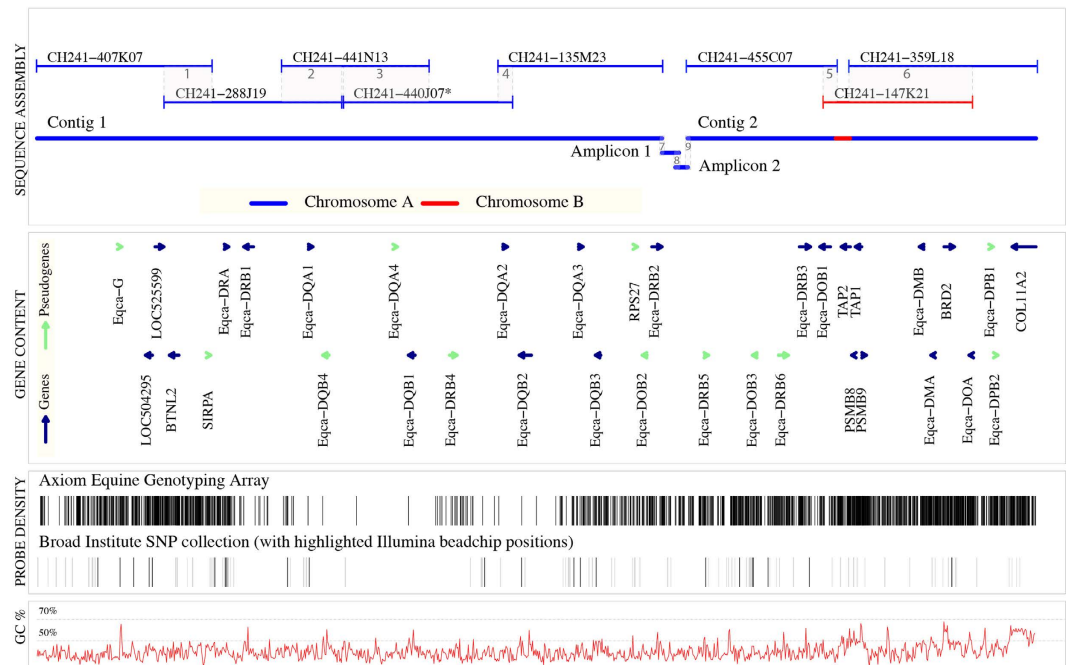 SEQUENCE ASSEMBLY
CH241−407K07
CH241−441N13
CH241−135M23
CH241−455C07
CH241−359L18
1
2
3
4
5
6
CH241−288J19
CH241−440J07*
CH241−147K21
Contig 1
Contig 2
7
9
Amplicon 1
8
Amplicon 2
Chromosome A
Chromosome B
GENE CONTENT
Pseudogenes
Genes
Eqca−G
LOC525599
Eqca−DRA
Eqca−DRB1
Eqca−DQA1
Eqca−DQA4
Eqca−DQA2
Eqca−DQA3
RPS27
Eqca−DRB2
Eqca−DRB3
Eqca−DOB1
TAP2
TAP1
Eqca−DMB
BRD2
Eqca−DPB1
COL11A2
LOC504295
BTNL2
SIRPA
Eqca−DQB4
Eqca−DQB1
Eqca−DRB4
Eqca−DQB2
Eqca−DQB3
Eqca−DOB2
Eqca−DRB5
Eqca−DOB3
Eqca−DRB6
PSMB8
PSMB9
Eqca−DMA
Eqca−DOA
Eqca−DPB2
PROBE DENSITY
Axiom Equine Genotyping Array
Broad Institute SNP collection (with highlighted Illumina beadchip positions)
GC %
70%
50%